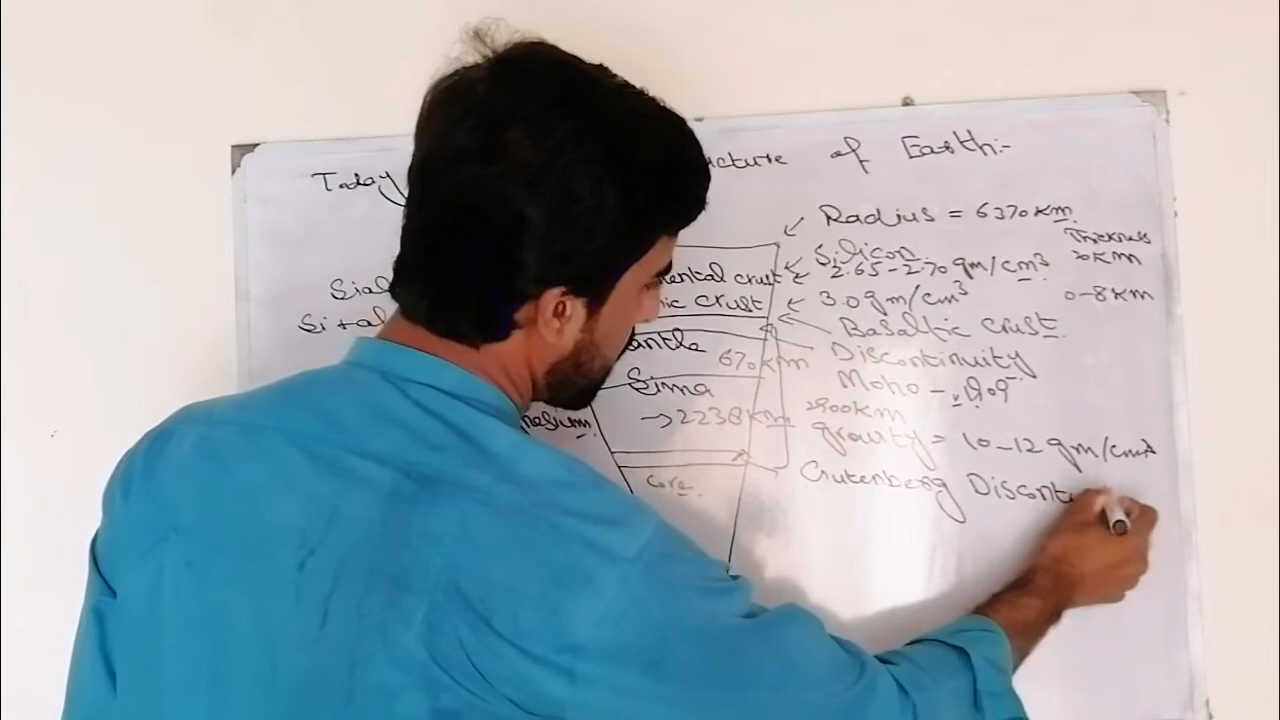 Today ucture of Earth:-
Radius = 6370 km
Thickness
Silicon
2.65-2.70 gm/cm³ km
Sial
ental crust
ic crust 3.0 gm/cm³ 0-8 km
Si + al
Basaltic crust
antle Discontinuity
670 km
Sima Moho - 1909
→ 2238 km 2900 km
nesium
gravity = 10-12 gm/cm³
core Gutenberg Discont